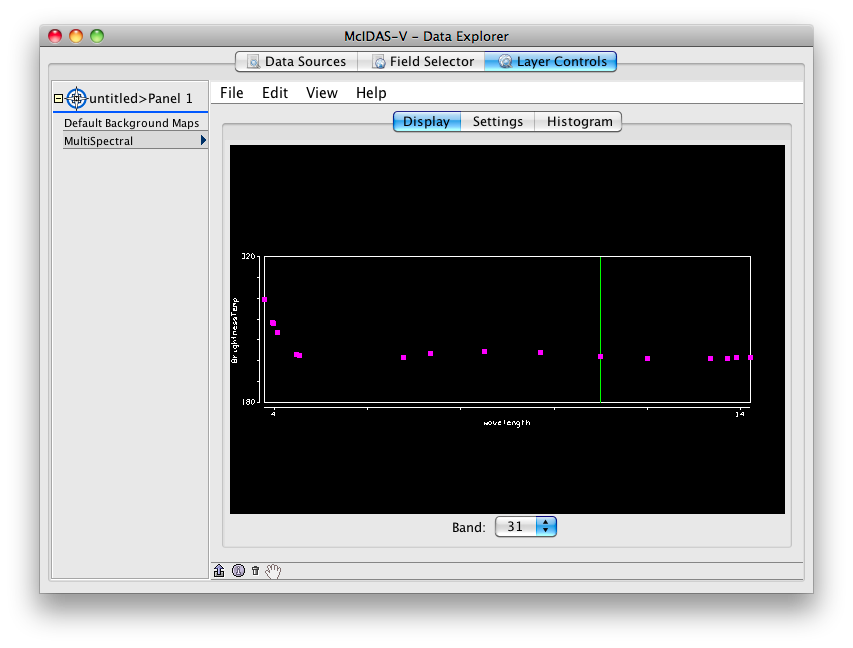 McIDAS-V - Data Explorer
Data Sources Field Selector Layer Controls
untitled>Panel 1
Default Background Maps
MultiSpectral
File Edit View Help
Display Settings Histogram
320
BrightnessTemp
180
4 14
wavelength
Band: 31